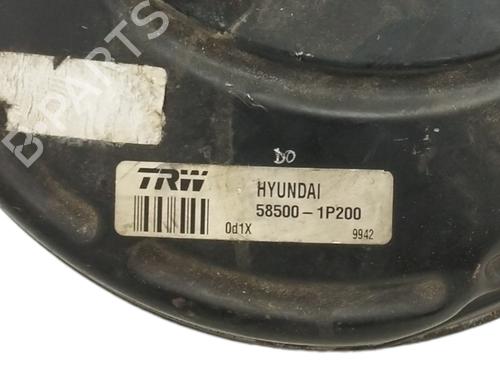 B PARTS
DO
TRW
HYUNDAI
58500-1P200
0d1X
9942